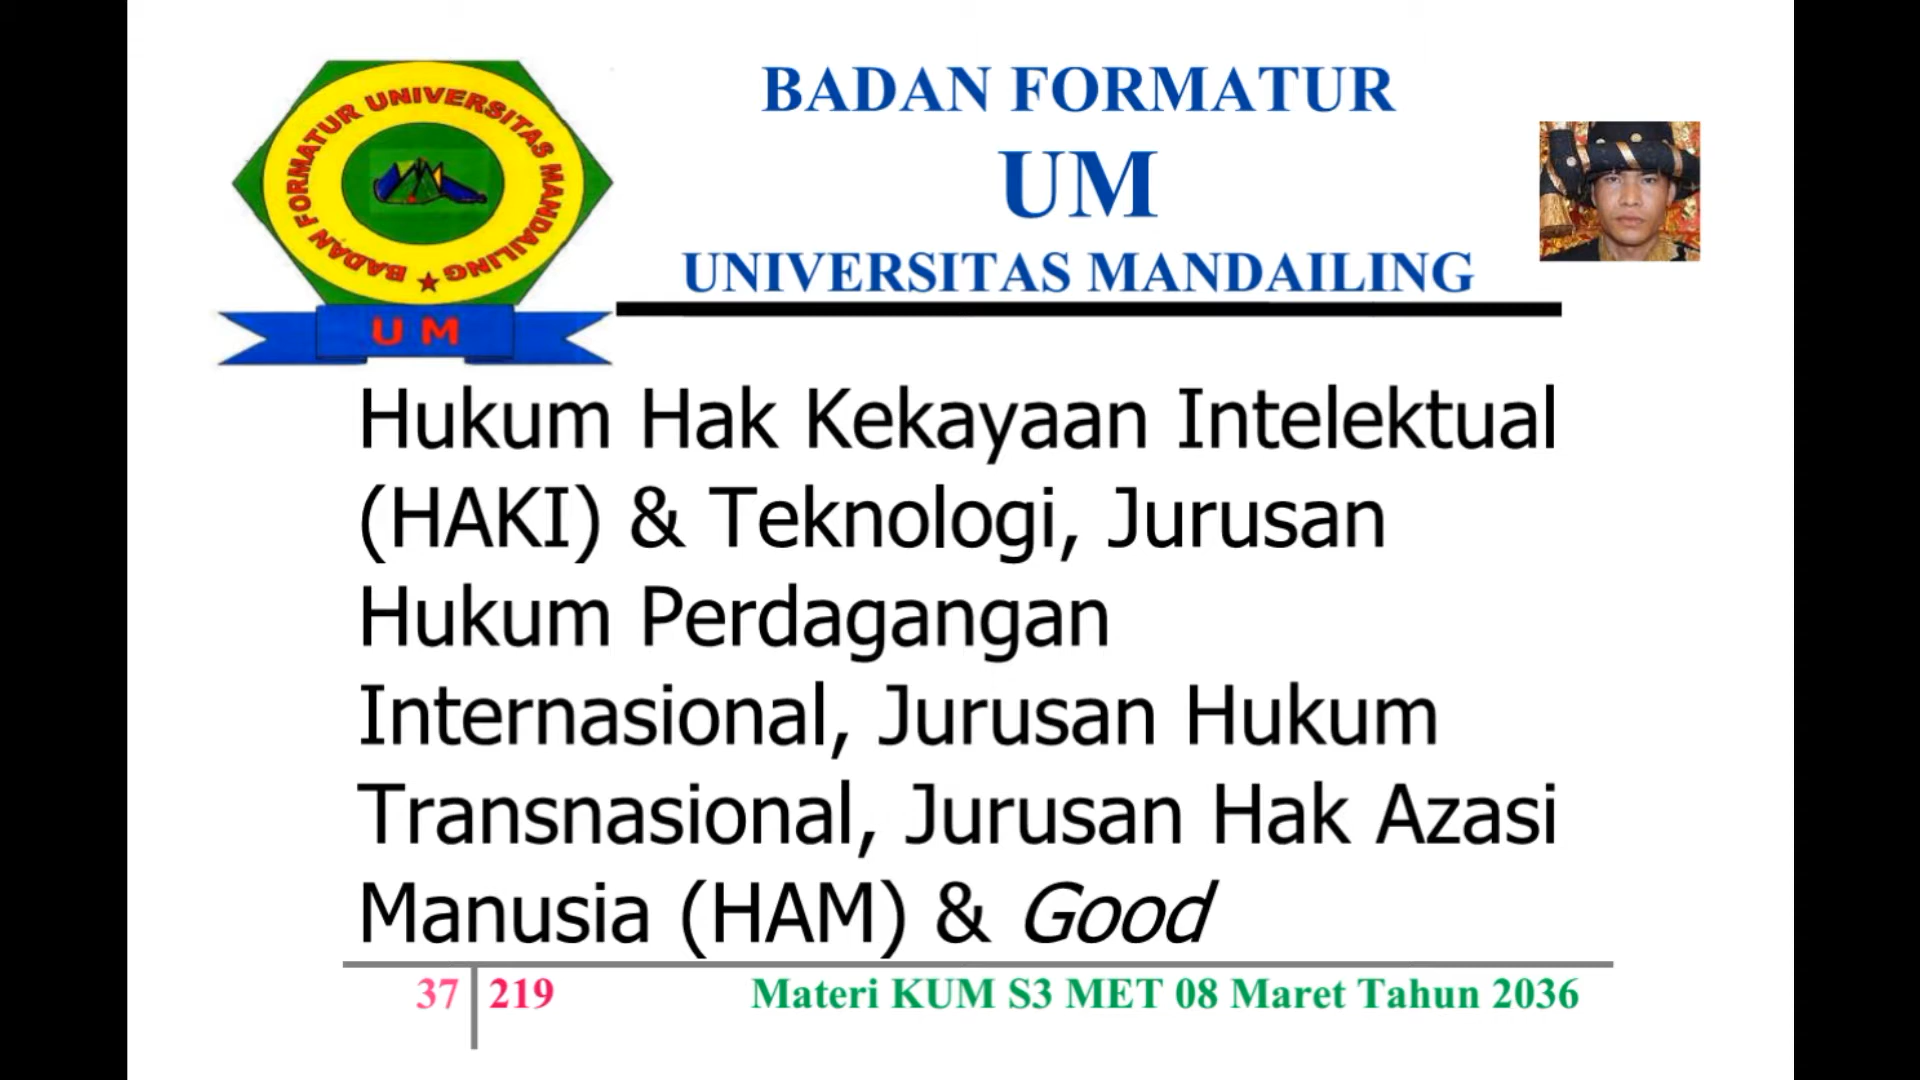 BADAN FORMATUR UNIVERSITAS MANDAILING
U M
BADAN FORMATUR
UM
UNIVERSITAS MANDAILING
Hukum Hak Kekayaan Intelektual
(HAKI) & Teknologi, Jurusan
Hukum Perdagangan
Internasional, Jurusan Hukum
Transnasional, Jurusan Hak Azasi
Manusia (HAM) & Good
37 219 Materi KUM S3 MET 08 Maret Tahun 2036